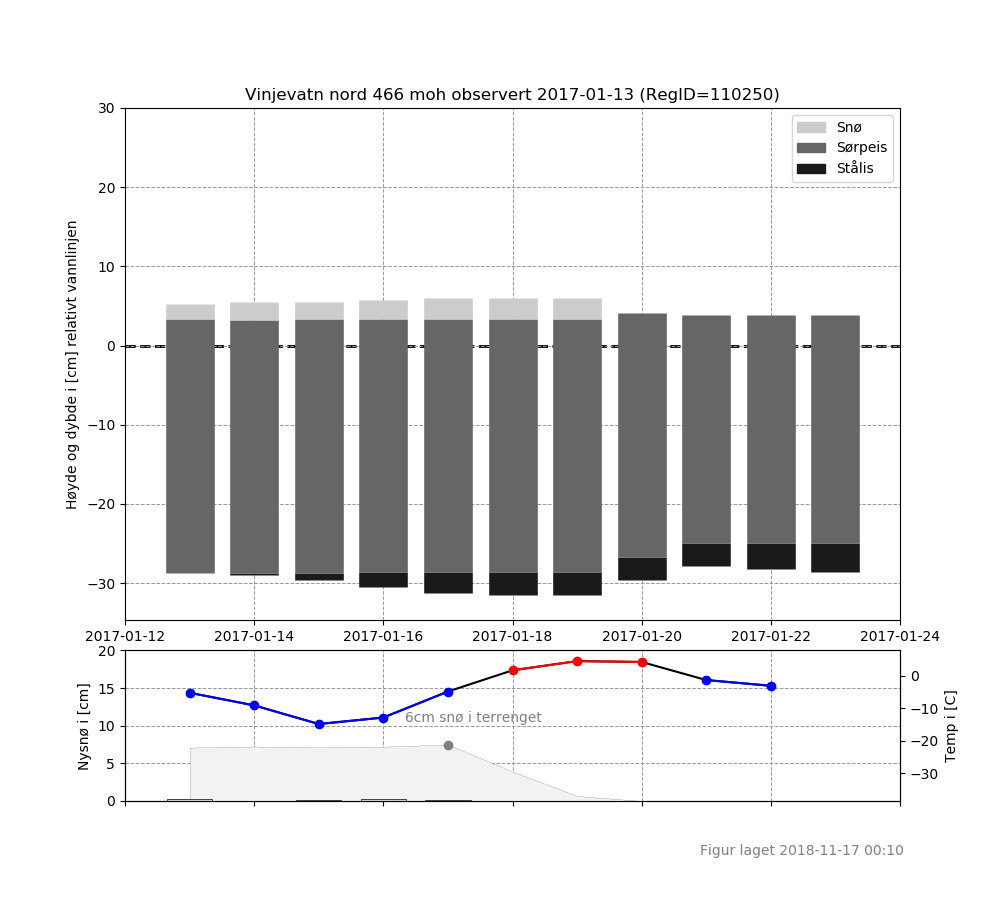 Vinjevatn nord 466 moh observert 2017-01-13 (RegID=110250)
Snø
Sørpeis
Stålis
Høyde og dybde i [cm] relativt vannlinjen
30
20
10
0
−10
−20
−30
2017-01-12 2017-01-14 2017-01-16 2017-01-18 2017-01-20 2017-01-22 2017-01-24
Nysnø i [cm]
20
15
10
5
0
6cm snø i terrenget
0
−10
−20
−30
Temp i [C]
Figur laget 2018-11-17 00:10